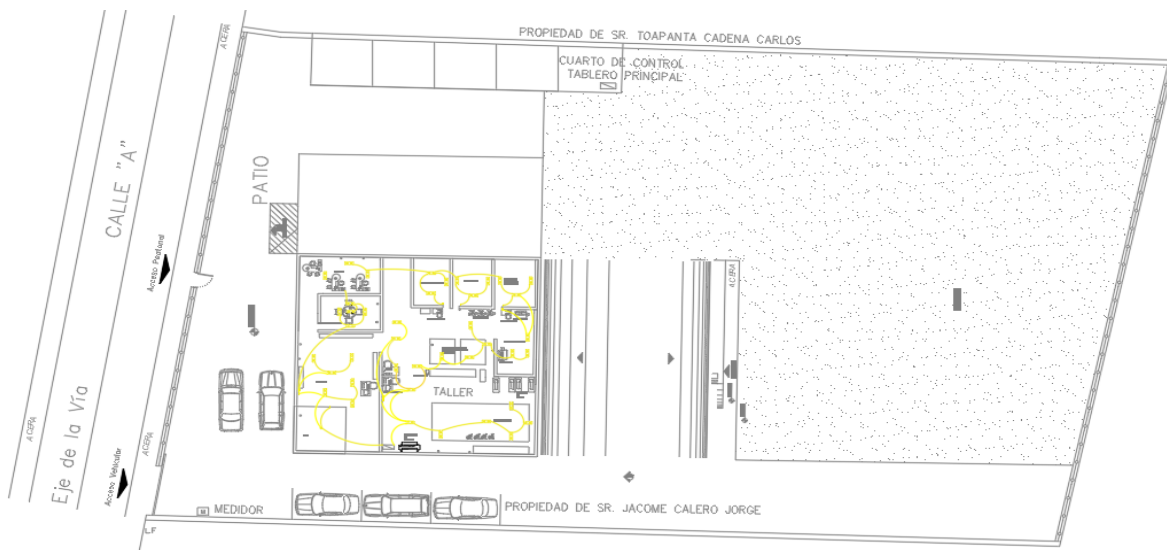 ACERA
PROPIEDAD DE SR. TOAPANTA CADENA CARLOS
CUARTO DE CONTROL
TABLERO PRINCIPAL
CALLE "A"
PATIO
Acceso Peatonal
ACERA
TALLER
ACERA
Eje de la Vía
ACERA
Acceso Vehicular
MEDIDOR
M
PROPIEDAD DE SR. JACOME CALERO JORGE
L.F